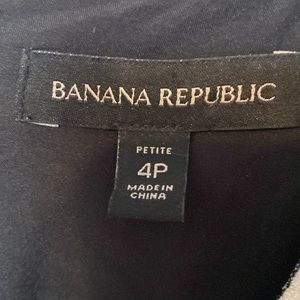 BANANA REPUBLIC
PETITE
4P
MADE IN
CHINA